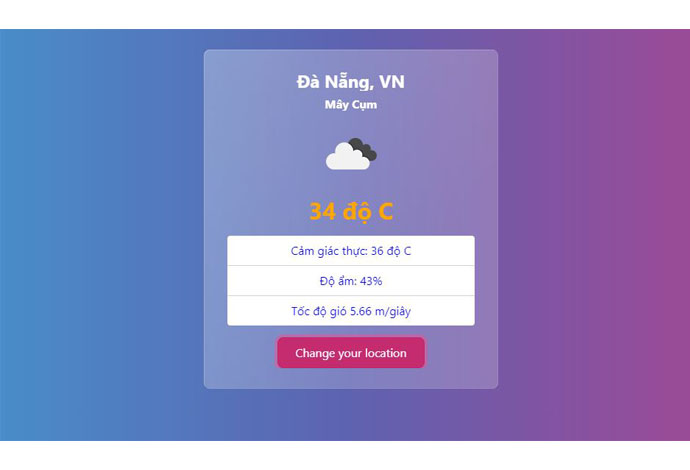 Đà Nẵng, VN
Mây Cụm
34 độ C
Cảm giác thực: 36 độ C
Độ ẩm: 43%
Tốc độ gió 5.66 m/giây
Change your location